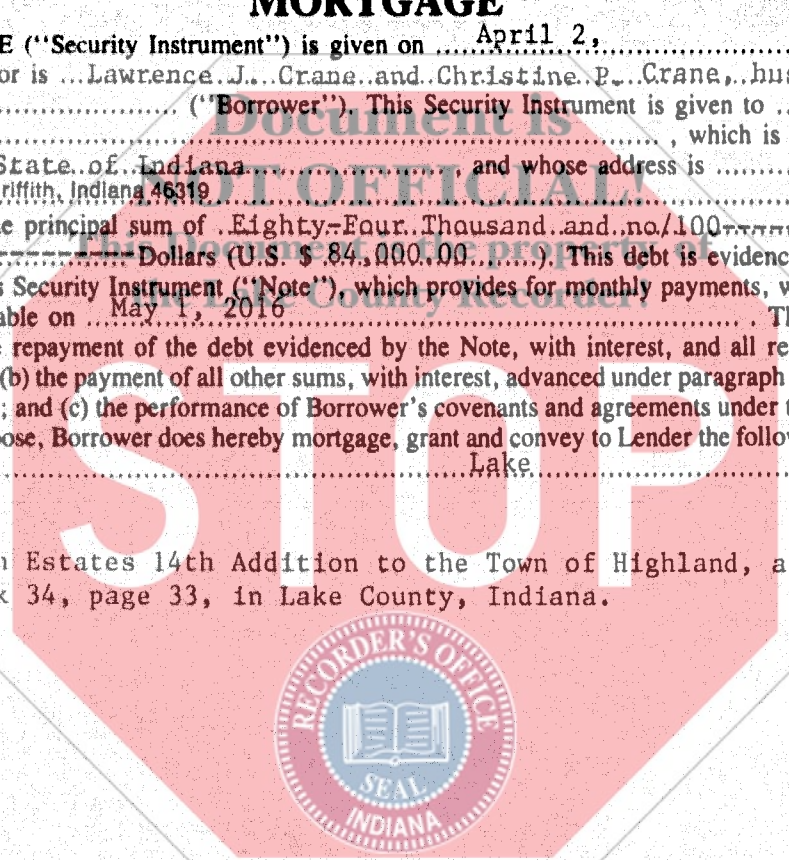 MORTGAGE
E ("Security Instrument") is given on ..... April 2, .....
or is ...Lawrence J. Crane and Christine P. Crane, hus
..................... ("Borrower"). This Security Instrument is given to ..
....................., which is
State of Indiana....................., and whose address is .........
riffith, Indiana 46319
e principal sum of .Eighty-Four Thousand and no/100-----
------------Dollars (U.S. $ 84,000.00.......). This debt is evidenc
s Security Instrument ("Note"), which provides for monthly payments, w
able on ...May 1, 2016..................... . Th
e repayment of the debt evidenced by the Note, with interest, and all re
(b) the payment of all other sums, with interest, advanced under paragraph
; and (c) the performance of Borrower's covenants and agreements under t
ose, Borrower does hereby mortgage, grant and convey to Lender the follow
.....................Lake.....................
n Estates 14th Addition to the Town of Highland, a
k 34, page 33, in Lake County, Indiana.
Document is
NOT OFFICIAL!
This Document is the property of
the Lake County Recorder!
STOP
RECORDER'S OFFICE
SEAL
INDIANA